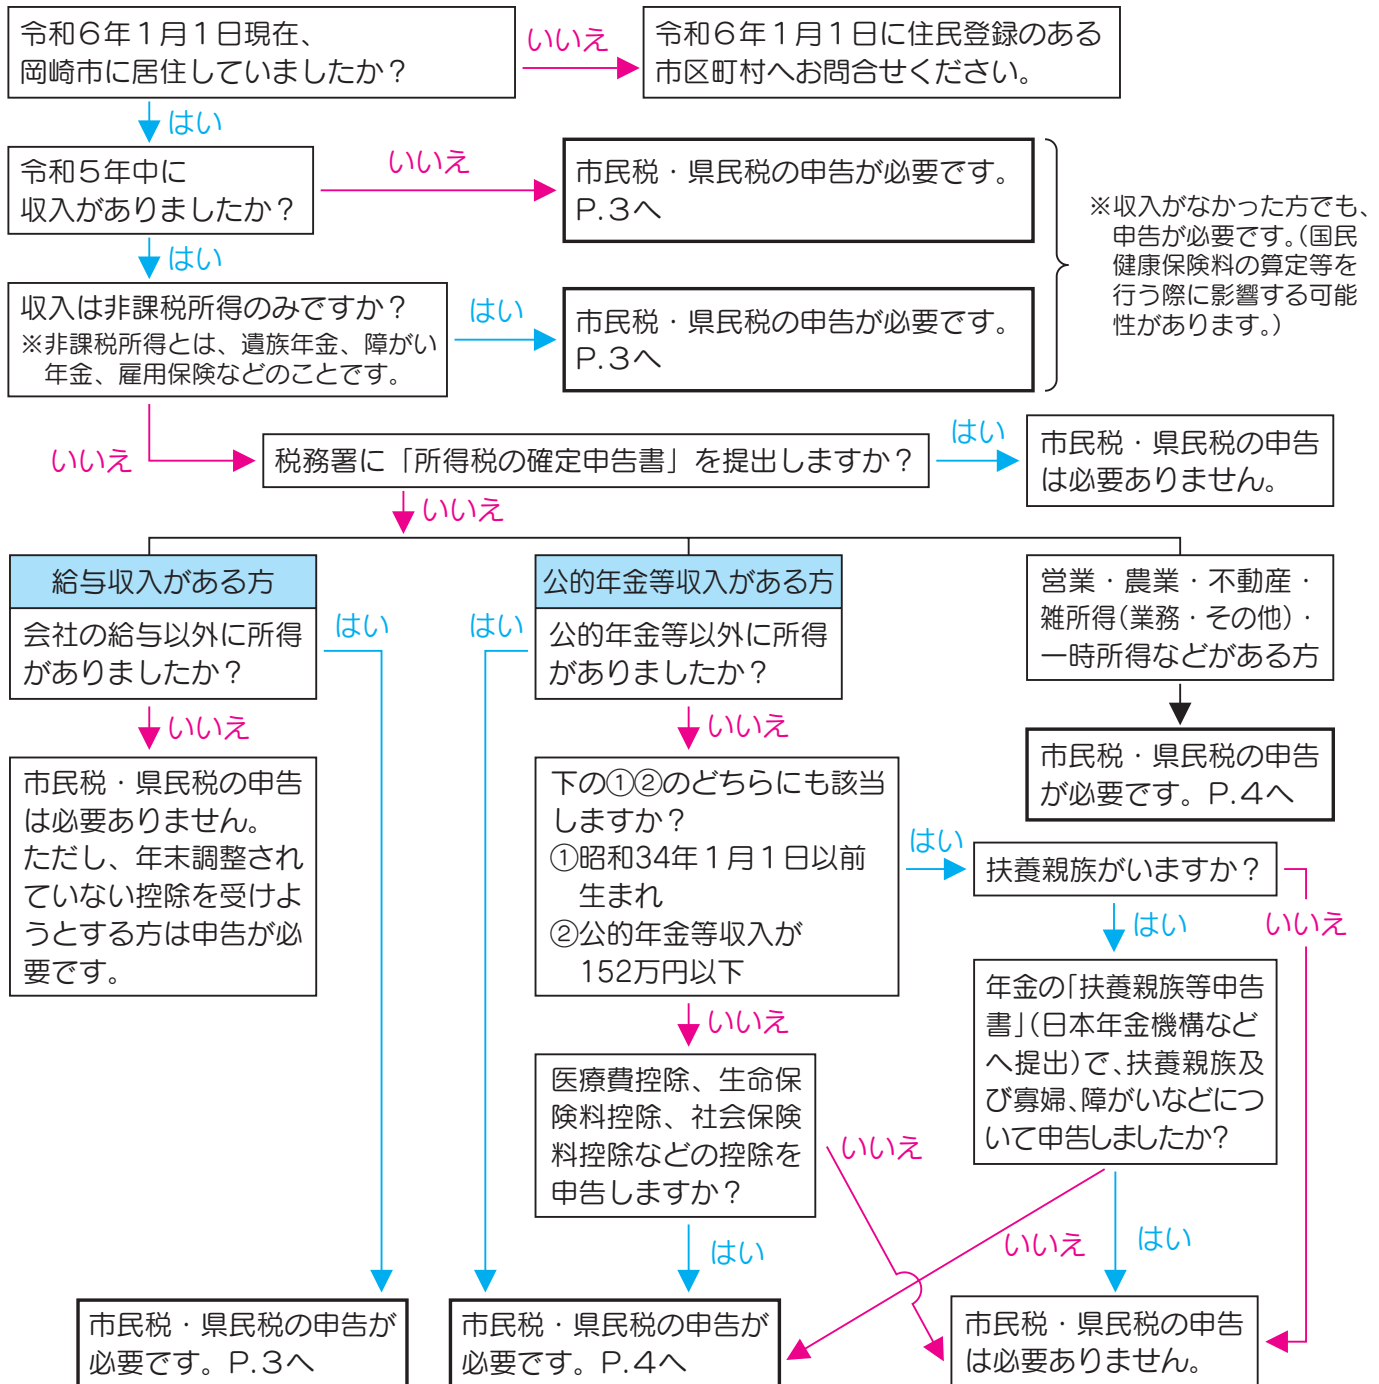 令和６年１月１日現在、
岡崎市に居住していましたか？
いいえ
令和６年１月１日に住民登録のある
市区町村へお問合せください。
はい
令和５年中に
収入がありましたか？
いいえ
市民税・県民税の申告が必要です。
P.３へ
※収入がなかった方でも、
申告が必要です。（国民
健康保険料の算定等を
行う際に影響する可能
性があります。）
はい
収入は非課税所得のみですか？
※非課税所得とは、遺族年金、障がい
年金、雇用保険などのことです。
はい
市民税・県民税の申告が必要です。
P.３へ
いいえ
税務署に「所得税の確定申告書」を提出しますか？
はい
市民税・県民税の申告
は必要ありません。
いいえ
給与収入がある方
会社の給与以外に所得
がありましたか？
はい
いいえ
市民税・県民税の申告
は必要ありません。
ただし、年末調整され
ていない控除を受けよ
うとする方は申告が必
要です。
公的年金等収入がある方
公的年金等以外に所得
がありましたか？
はい
いいえ
下の①②のどちらにも該当
しますか？
①昭和34年１月１日以前
生まれ
②公的年金等収入が
152万円以下
はい
いいえ
医療費控除、生命保
険料控除、社会保険
料控除などの控除を
申告しますか？
いいえ
はい
営業・農業・不動産・
雑所得（業務・その他）・
一時所得などがある方
市民税・県民税の申告
が必要です。P.４へ
扶養親族がいますか？
はい
いいえ
年金の「扶養親族等申告
書」（日本年金機構など
へ提出）で、扶養親族及
び寡婦、障がいなどにつ
いて申告しましたか？
いいえ
はい
市民税・県民税の申告が
必要です。P.３へ
市民税・県民税の申告が
必要です。P.４へ
市民税・県民税の申告
は必要ありません。